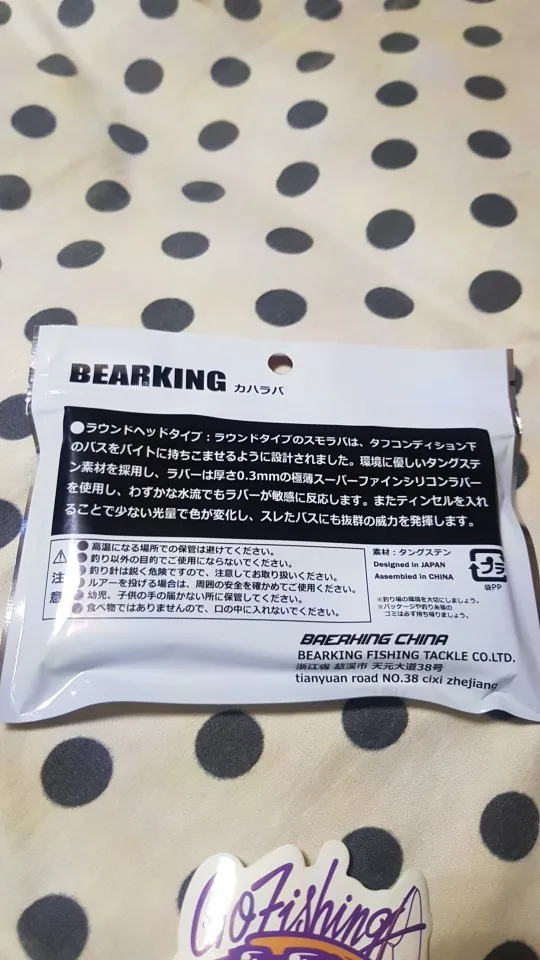 BEARKING カハラバ
●ラウンドヘッドタイプ：ラウンドタイプのスモラバは、タフコンディション下
のバスをバイトに持ちこませるように設計されました。環境に優しいタングステ
ン素材を採用し、ラバーは厚さ0.3mmの極薄スーパーファインシリコンラバー
を使用し、わずかな水流でもラバーが敏感に反応します。またティンセルを入れ
ることで少ない光量で色が変化し、スレたバスにも抜群の威力を発揮します。
注意
●高温になる場所での保管は避けてください。
●釣り以外の目的でご使用にならないでください。
●釣り針は鋭く危険ですので、注意してお取り扱いください。
●ルアーを投げる場合は、周囲の安全を確かめてご使用ください。
●幼児、子供の手の届かない所に保管してください。
●食べ物ではありませんので、口の中に入れないでください。
素材：タングステン
Designed in JAPAN
Assembled in CHINA
プラ
袋PP
※釣り場の環境を大切にしましょう。
※パッケージや釣り糸等の
ゴミは必ず持ち帰りましょう。
BAERKING CHINA
BEARKING FISHING TACKLE CO.LTD.
浙江省 慈溪市 天元大道38号
tianyuan road NO.38 cixi zhejiang
Go Fishing